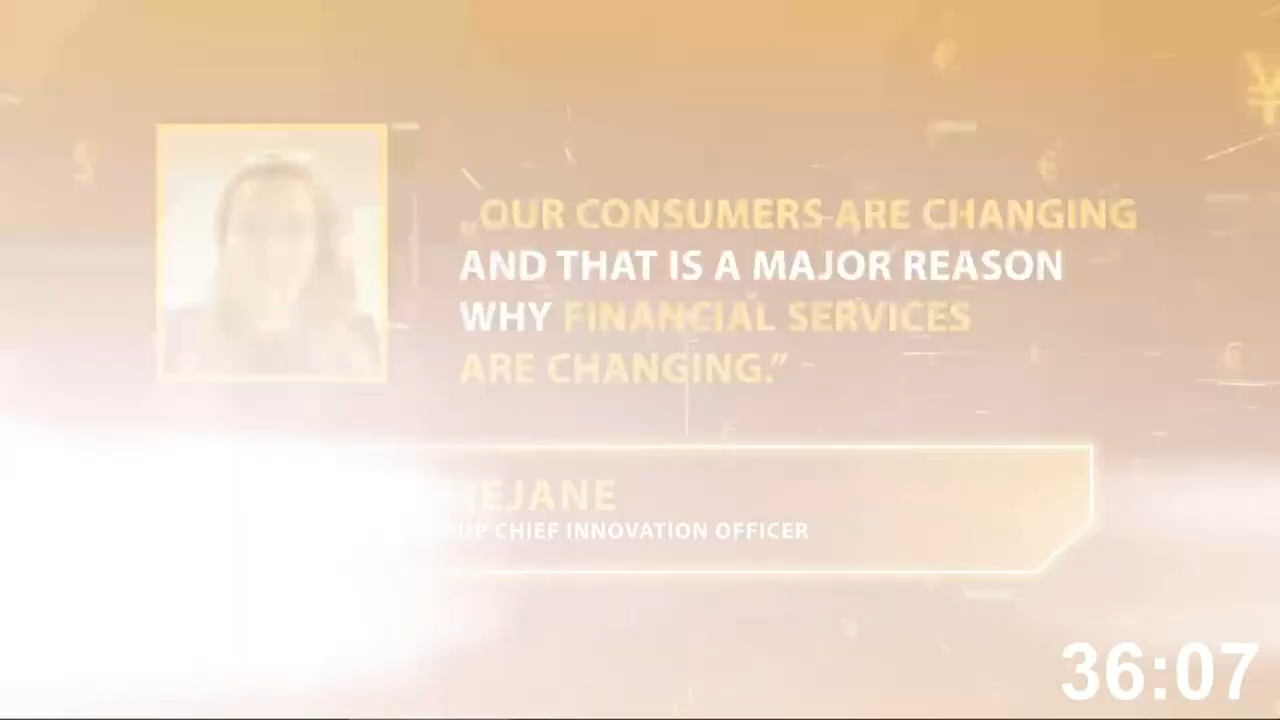 „OUR CONSUMERS ARE CHANGING
AND THAT IS A MAJOR REASON
WHY FINANCIAL SERVICES
ARE CHANGING.”
CHIEF INNOVATION OFFICER
36:07